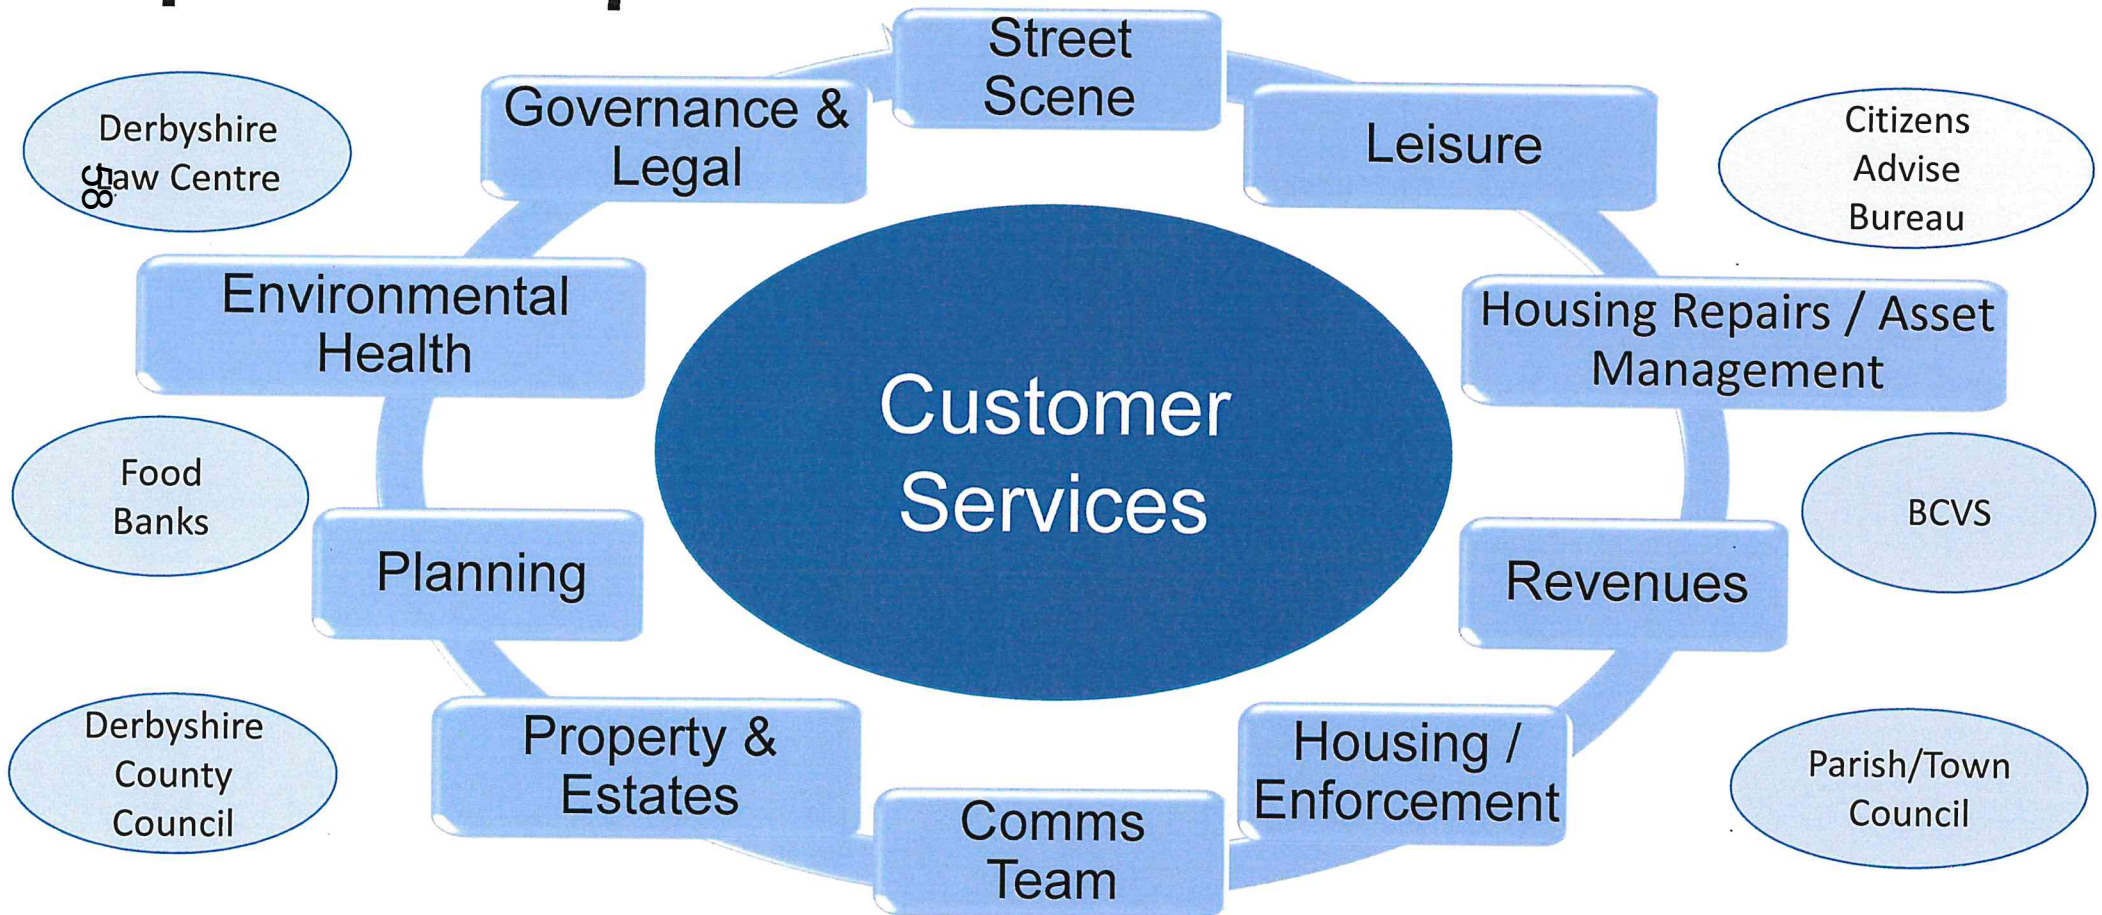 Street
Scene
Governance &
Legal
Leisure
Derbyshire
Law Centre
58
Citizens
Advise
Bureau
Environmental
Health
Housing Repairs / Asset
Management
Customer
Services
Food
Banks
BCVS
Planning
Revenues
Derbyshire
County
Council
Property &
Estates
Housing /
Enforcement
Parish/Town
Council
Comms
Team